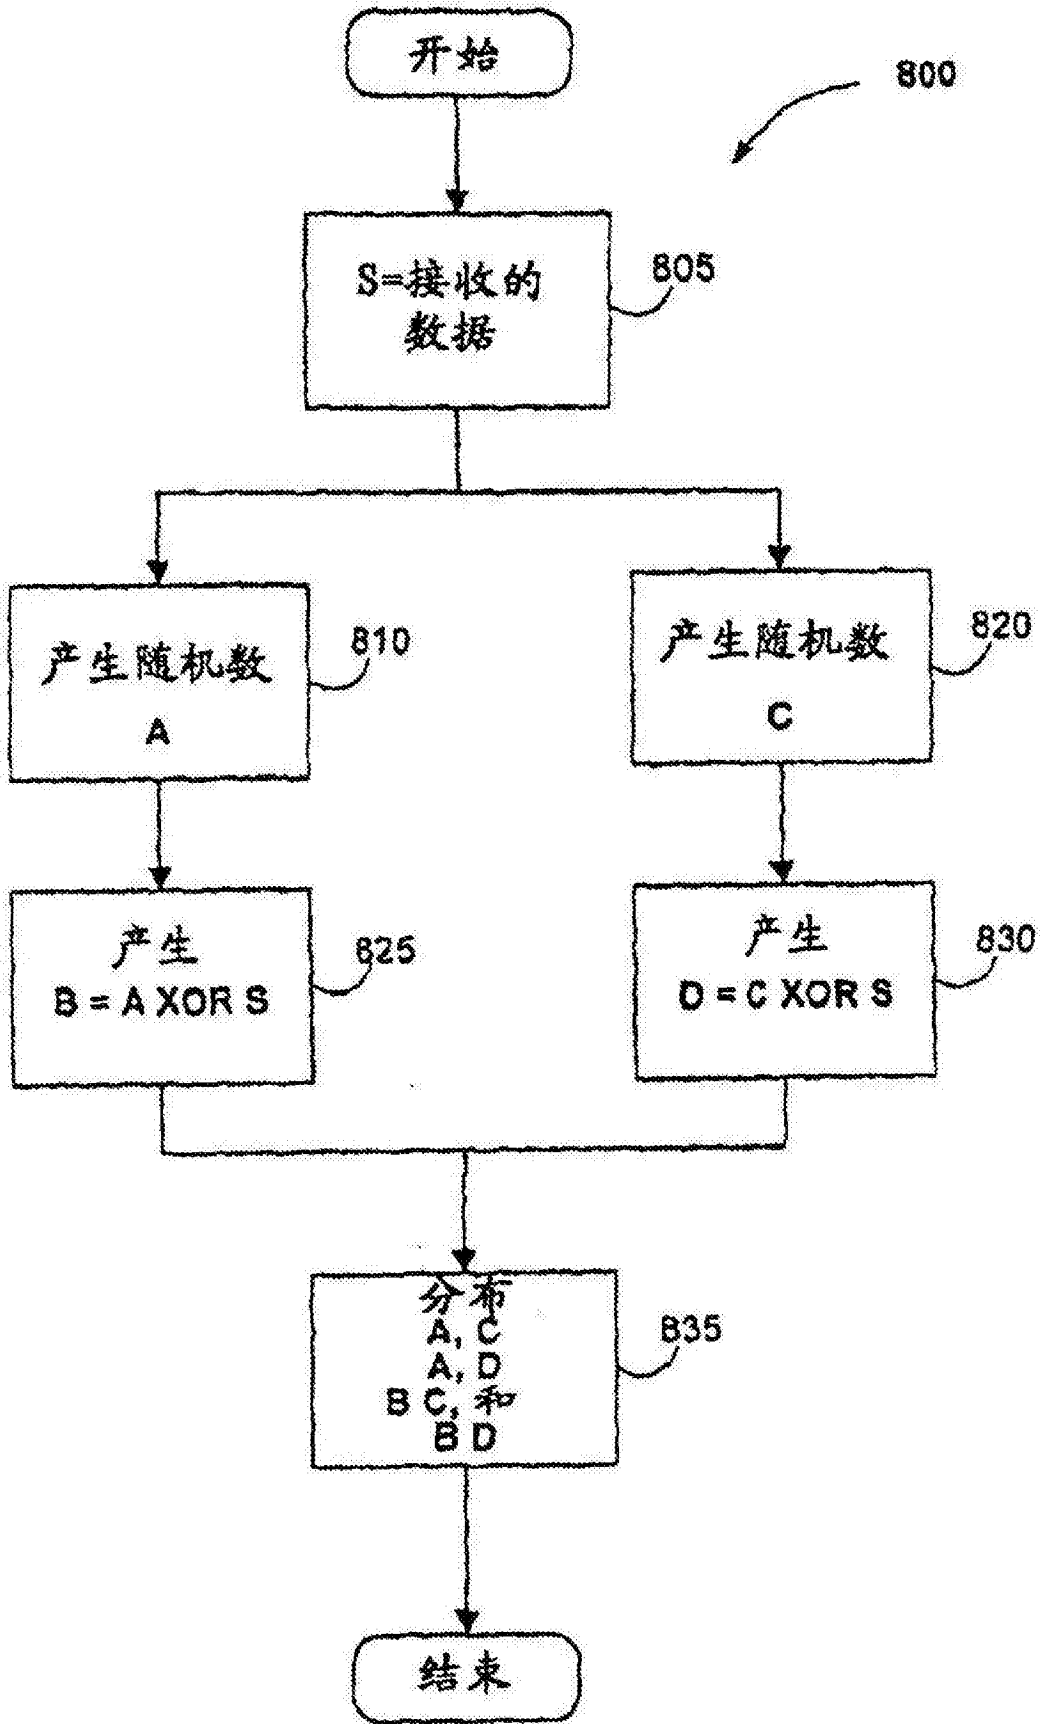 开始
800
S=接收的
数据
805
产生随机数
A
810
产生随机数
C
820
产生
B = A XOR S
825
产生
D = C XOR S
830
分布
A, C
A, D
B C, 和
B D
835
结束